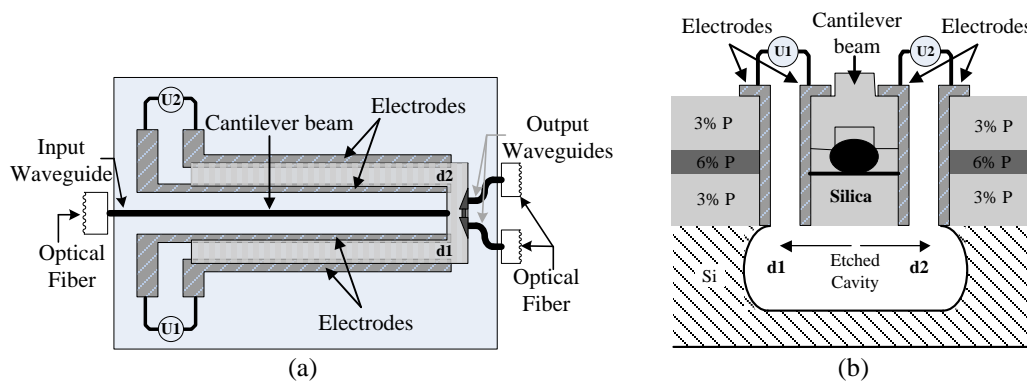 U2
Electrodes
Cantilever beam
Input
Waveguide
Output
Waveguides
d2
d1
Optical
Fiber
Optical
Fiber
Electrodes
U1
(a)
Cantilever
beam
Electrodes
Electrodes
U1
U2
3% P
3% P
6% P
6% P
3% P
3% P
Silica
d1
Etched
Cavity
d2
Si
(b)